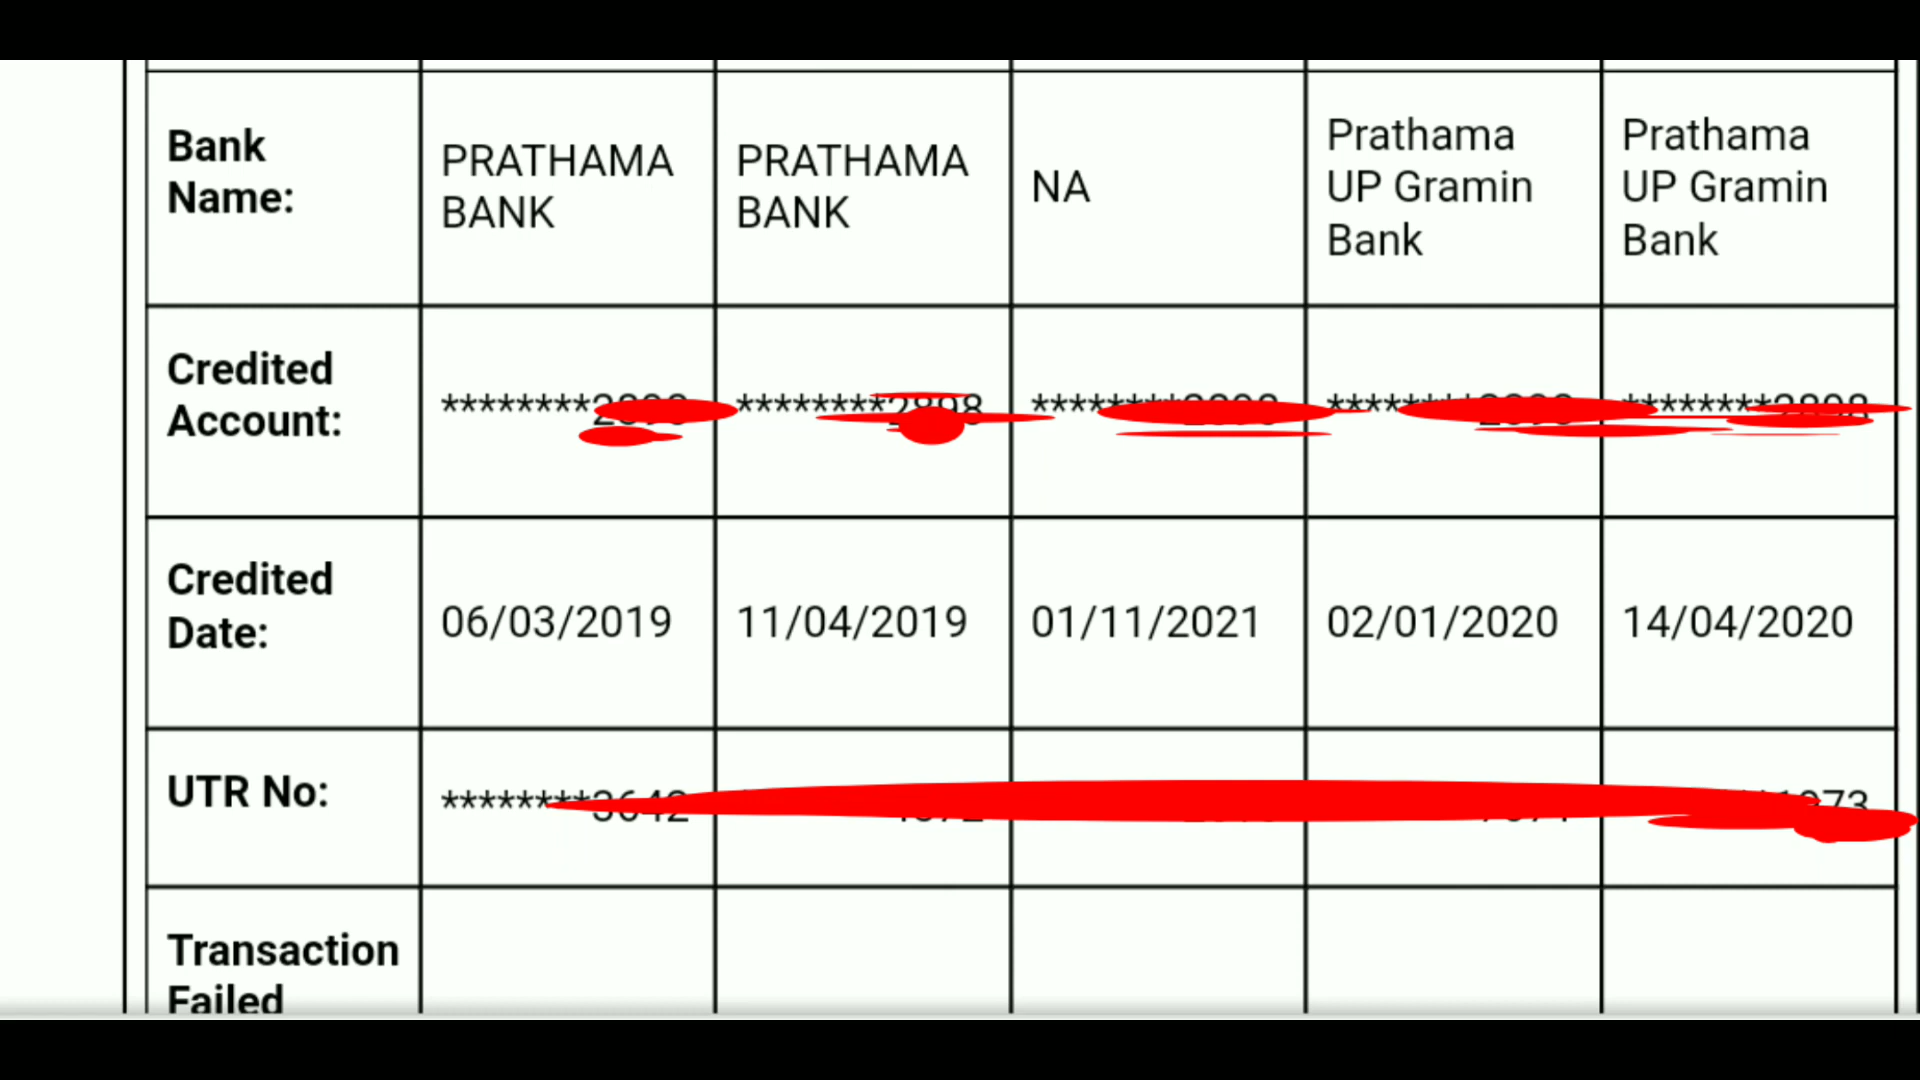 Bank
Name:
PRATHAMA
BANK
PRATHAMA
BANK
NA
Prathama
UP Gramin
Bank
Prathama
UP Gramin
Bank
Credited
Account:
Credited
Date:
06/03/2019
11/04/2019
01/11/2021
02/01/2020
14/04/2020
UTR No:
Transaction
Failed